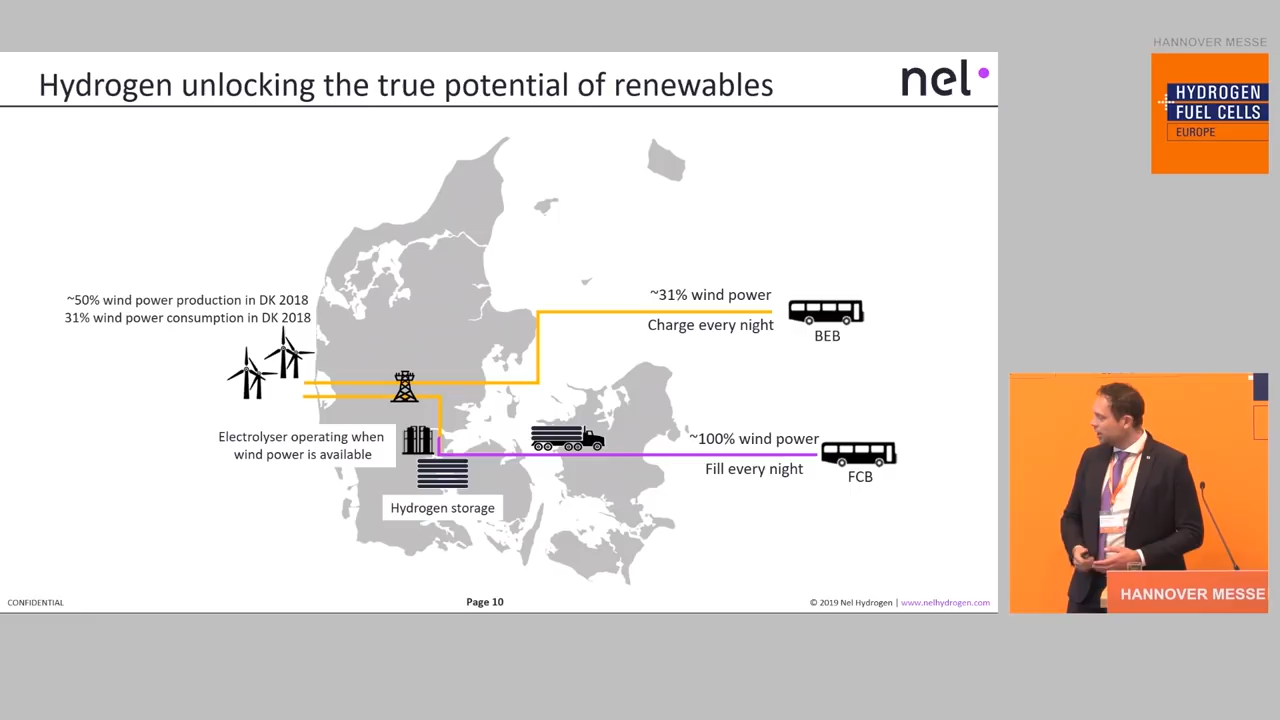 HANNOVER MESSE
HYDROGEN
FUEL CELLS
EUROPE
Hydrogen unlocking the true potential of renewables
nel
~50% wind power production in DK 2018
31% wind power consumption in DK 2018
~31% wind power
Charge every night
BEB
Electrolyser operating when
wind power is available
~100% wind power
Fill every night
FCB
Hydrogen storage
CONFIDENTIAL
Page 10
© 2019 Nel Hydrogen | www.nelhydrogen.com
HANNOVER MESSE